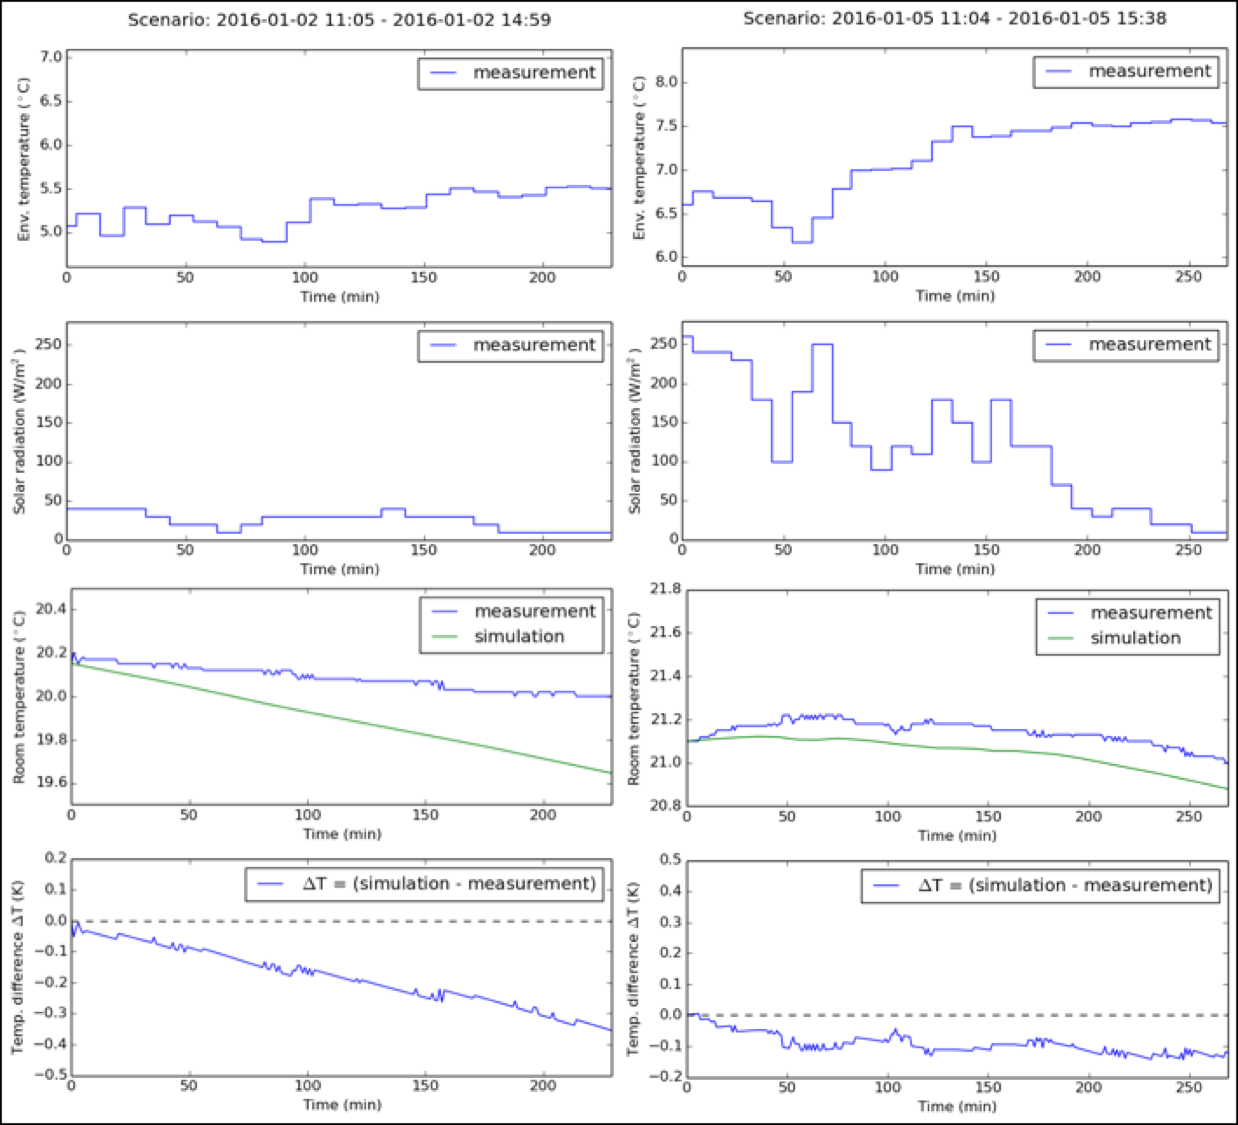 Scenario: 2016-01-02 11:05 - 2016-01-02 14:59
7.0
6.5
6.0
5.5
5.0
Env. temperature (°C)
measurement
0 50 100 150 200
Time (min)
250
200
150
100
50
0
Solar radiation (W/m²)
measurement
0 50 100 150 200
Time (min)
20.4
20.2
20.0
19.8
19.6
Room temperature (°C)
measurement
simulation
0 50 100 150 200
Time (min)
0.2
0.1
0.0
−0.1
−0.2
−0.3
−0.4
−0.5
Temp. difference ΔT (K)
ΔT = (simulation - measurement)
0 50 100 150 200
Time (min)
Scenario: 2016-01-05 11:04 - 2016-01-05 15:38
8.0
7.5
7.0
6.5
6.0
Env. temperature (°C)
measurement
0 50 100 150 200 250
Time (min)
250
200
150
100
50
0
Solar radiation (W/m²)
measurement
0 50 100 150 200 250
Time (min)
21.8
21.6
21.4
21.2
21.0
20.8
Room temperature (°C)
measurement
simulation
0 50 100 150 200 250
Time (min)
0.5
0.4
0.3
0.2
0.1
0.0
−0.1
−0.2
Temp. difference ΔT (K)
ΔT = (simulation - measurement)
0 50 100 150 200 250
Time (min)